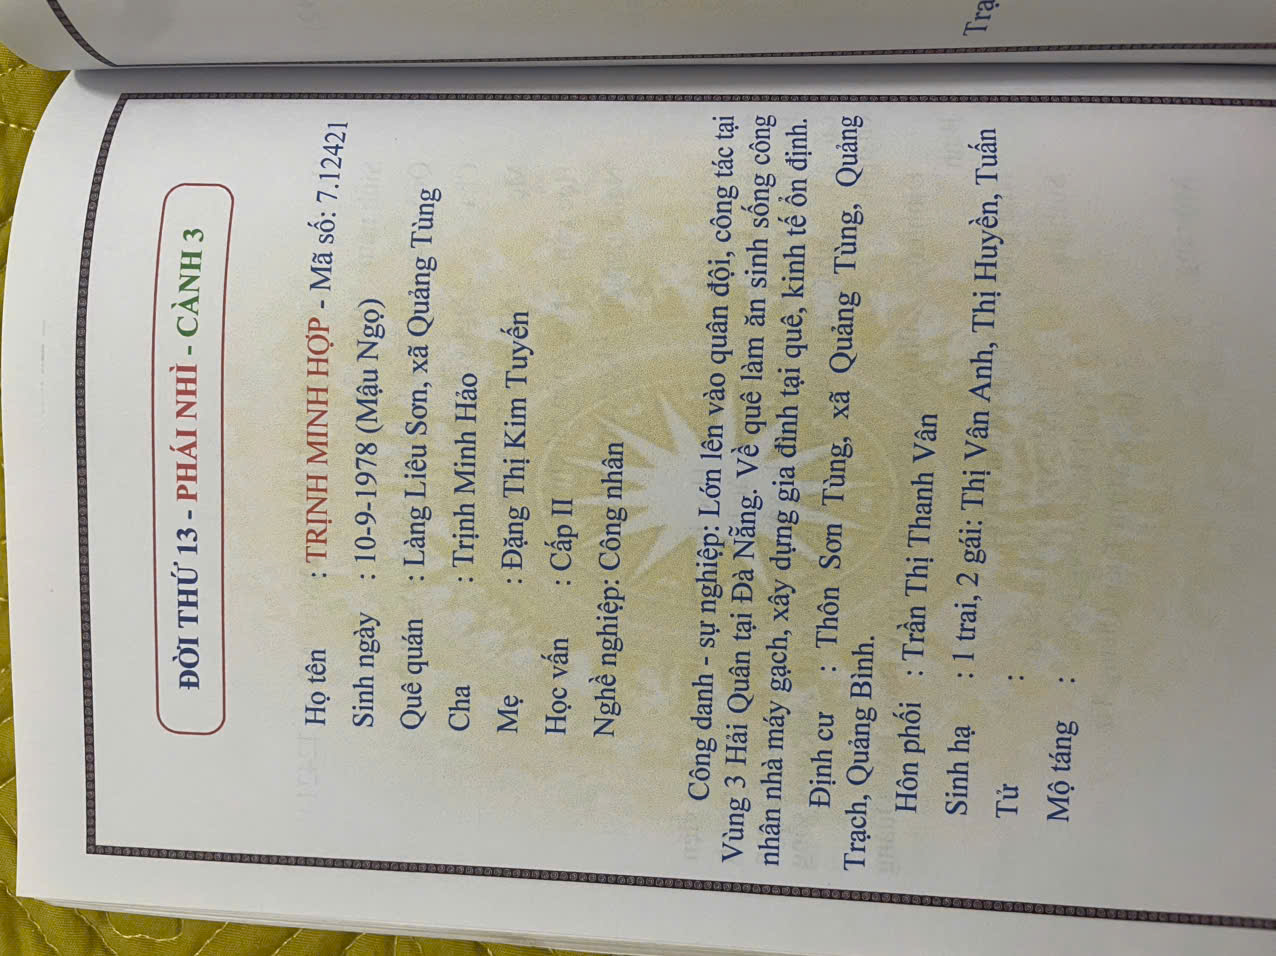 ĐỜI THỨ 13 - PHÁI NHÌ - CÀNH 3
Họ tên : TRỊNH MINH HỢP - Mã số: 7.12421
Sinh ngày : 10-9-1978 (Mậu Ngọ)
Quê quán : Làng Liêu Sơn, xã Quảng Tùng
Cha : Trịnh Minh Hảo
Mẹ : Đặng Thị Kim Tuyến
Học vấn : Cấp II
Nghề nghiệp: Công nhân
Công danh - sự nghiệp: Lớn lên vào quân đội, công tác tại
Vùng 3 Hải Quân tại Đà Nẵng. Về quê làm ăn sinh sống công
nhân nhà máy gạch, xây dựng gia đình tại quê, kinh tế ổn định.
Định cư : Thôn Sơn Tùng, xã Quảng Tùng, Quảng
Trạch, Quảng Bình.
Hôn phối : Trần Thị Thanh Vân
Sinh hạ : 1 trai, 2 gái: Thị Vân Anh, Thị Huyền, Tuấn
Tử :
Mộ táng :